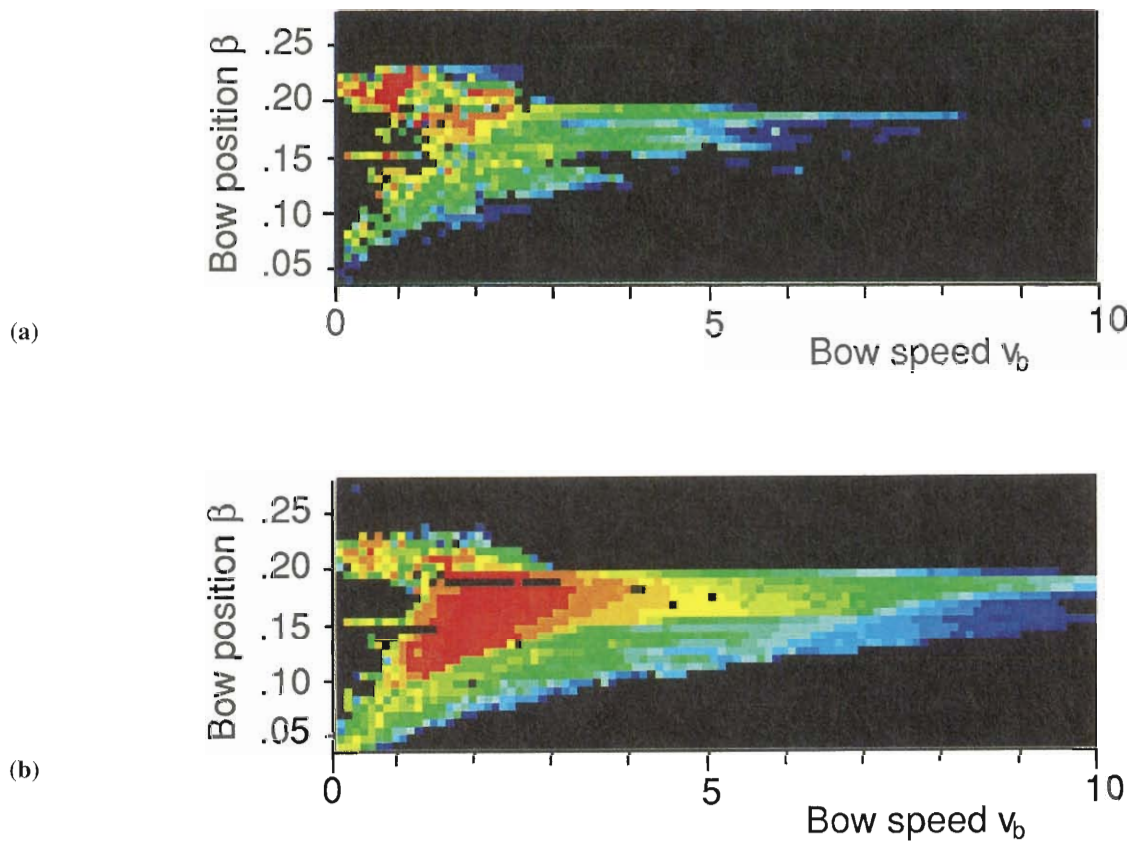 Bow position β
.25
.20
.15
.10
.05
0
5
10
Bow speed v_b
(a)
Bow position β
.25
.20
.15
.10
.05
0
5
10
Bow speed v_b
(b)